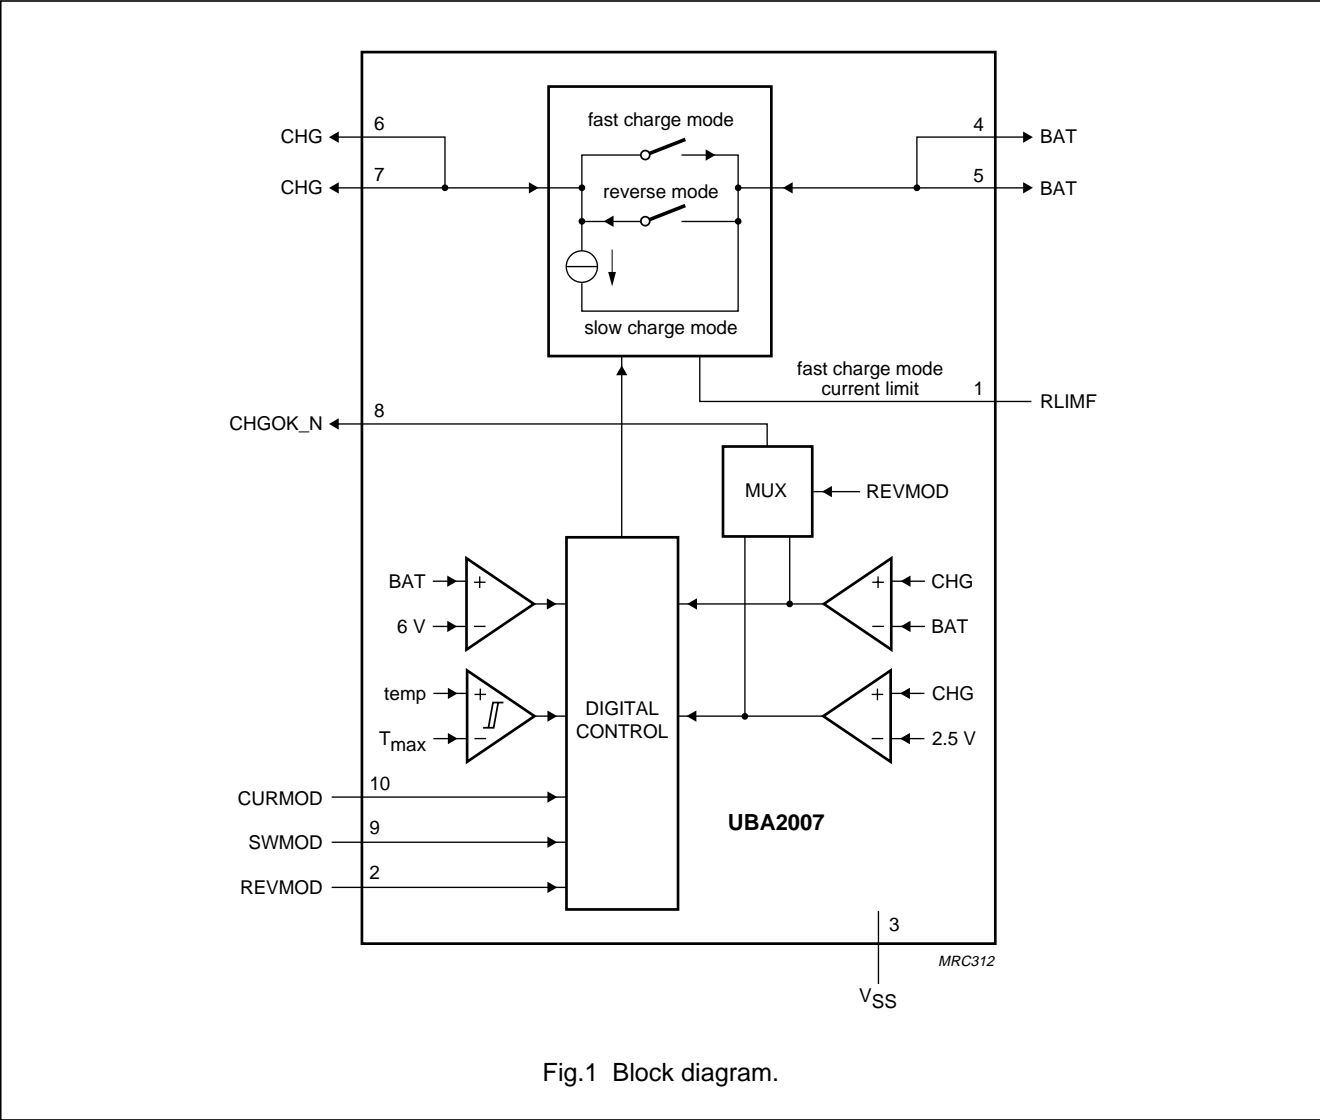 fast charge mode
6
CHG
4
BAT
7
CHG
5
BAT
reverse mode
slow charge mode
fast charge mode
current limit
1
RLIMF
8
CHGOK_N
MUX
REVMOD
BAT
+
6 V
−
CHG
+
BAT
−
temp
+
Tmax
−
DIGITAL
CONTROL
CHG
+
2.5 V
−
10
CURMOD
9
SWMOD
2
REVMOD
UBA2007
3
MRC312
VSS
Fig.1 Block diagram.